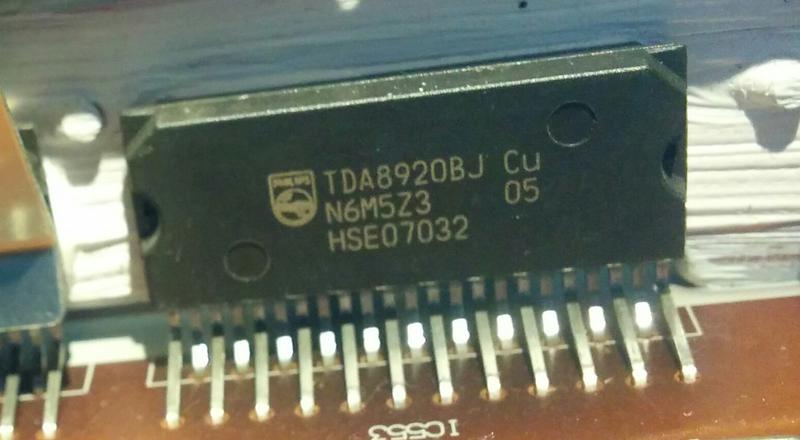 PHILIPS
TDA8920BJ Cu
N6M5Z3 05
HSE07032
IC553